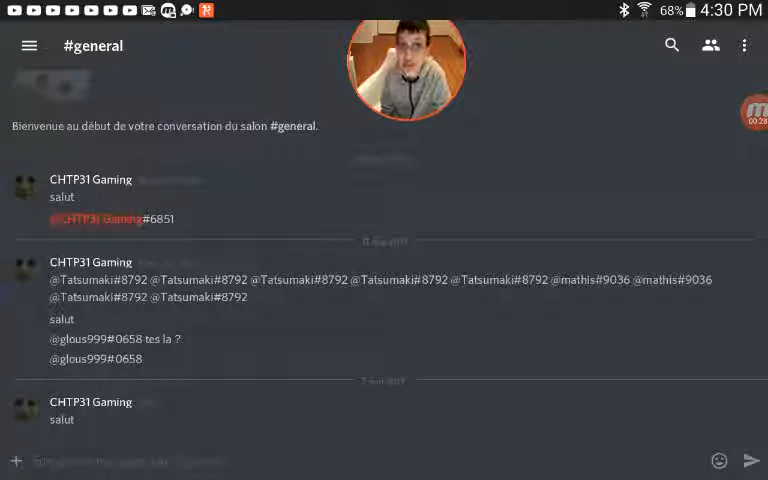 68% 4:30 PM
#general
00:28
Bienvenue au début de votre conversation du salon #general.
CHTP31 Gaming
salut
@CHTP31 Gaming#6851
CHTP31 Gaming
@Tatsumaki#8792 @Tatsumaki#8792 @Tatsumaki#8792 @Tatsumaki#8792 @Tatsumaki#8792 @mathis#9036 @mathis#9036
@Tatsumaki#8792 @Tatsumaki#8792
salut
@glous999#0658 tes la ?
@glous999#0658
CHTP31 Gaming
salut